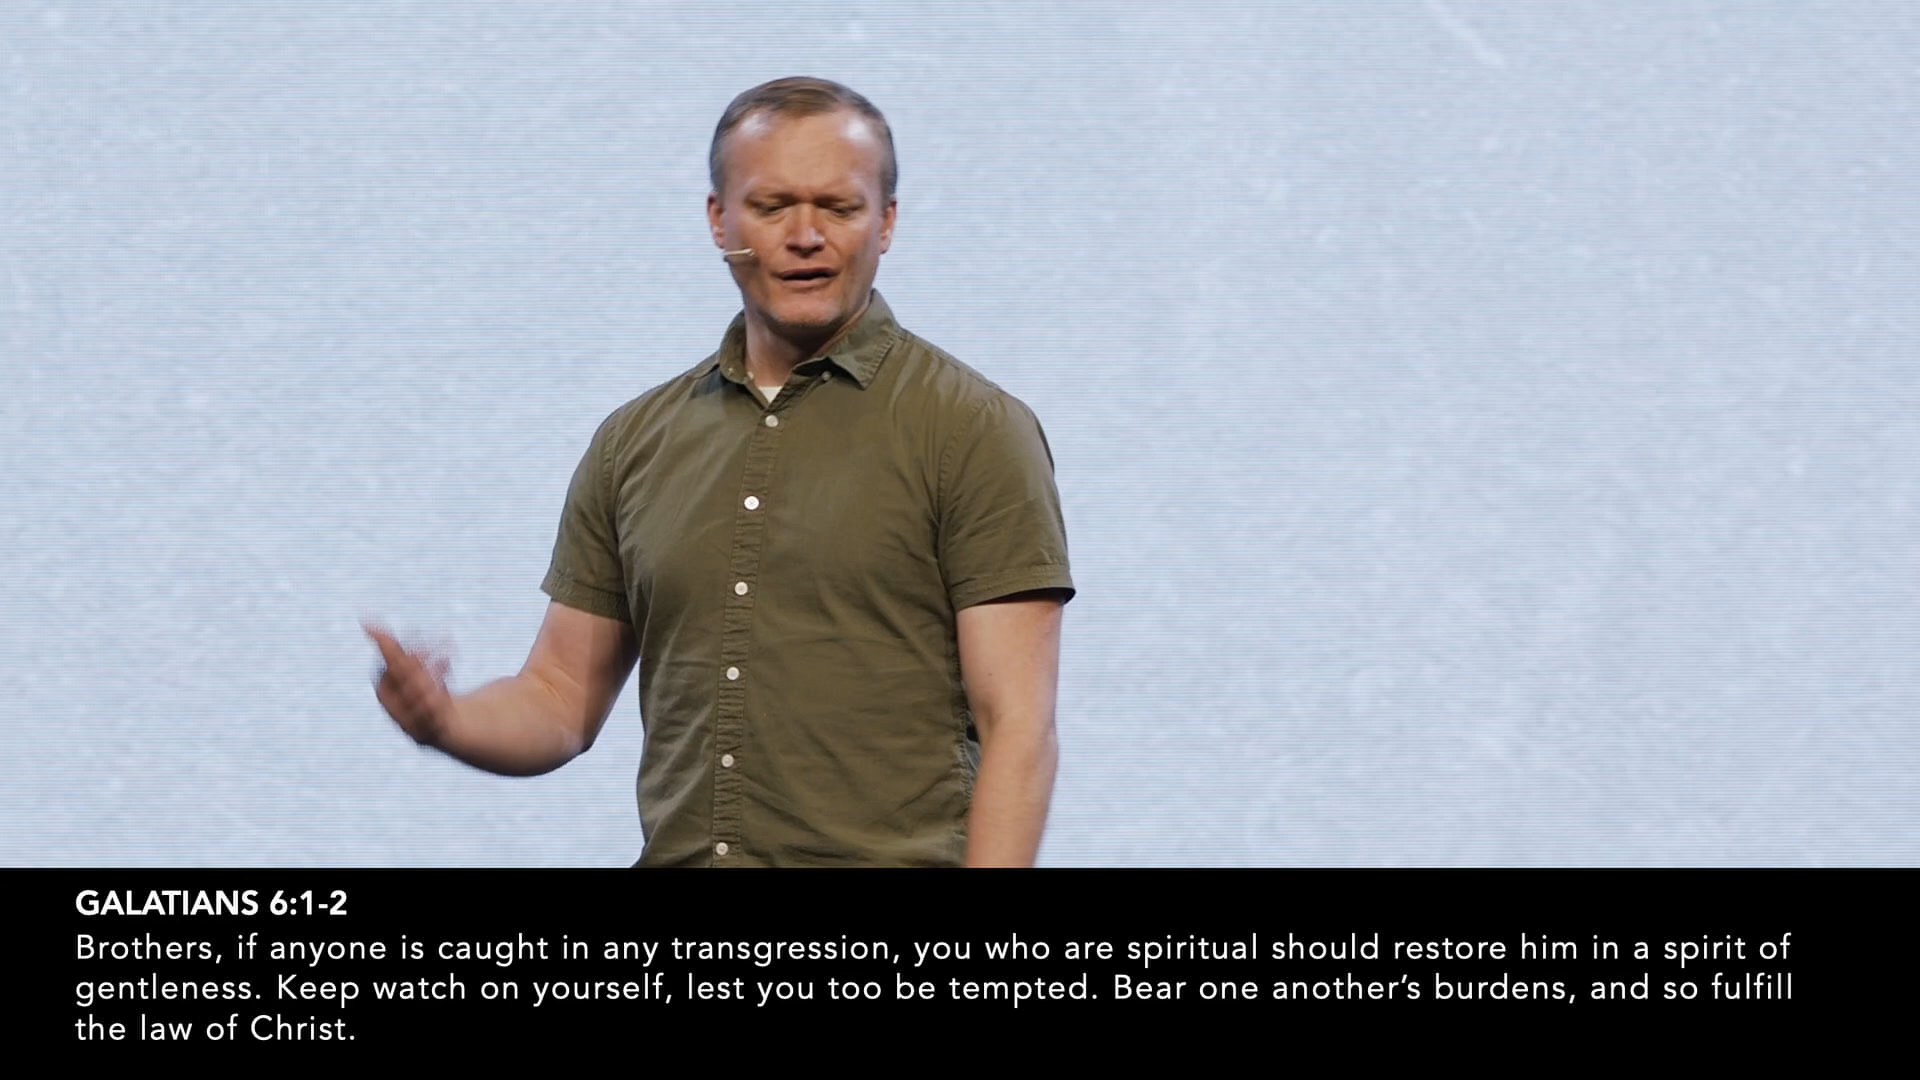 GALATIANS 6:1-2
Brothers, if anyone is caught in any transgression, you who are spiritual should restore him in a spirit of
gentleness. Keep watch on yourself, lest you too be tempted. Bear one another’s burdens, and so fulfill
the law of Christ.